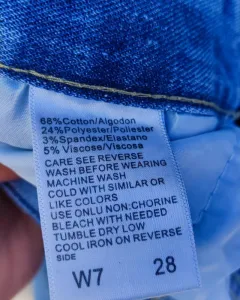 68%Cotton/Algodon
24%Polyester/Poliester
3%Spandex/Elastano
5% Viscose/Viscosa
CARE SEE REVERSE
WASH BEFORE WEARING
MACHINE WASH
COLD WITH SIMILAR OR
LIKE COLORS
USE ONLU NON:CHORINE
BLEACH WITH NEEDED
TUMBLE DRY LOW
COOL IRON ON REVERSE
SIDE
W7 28